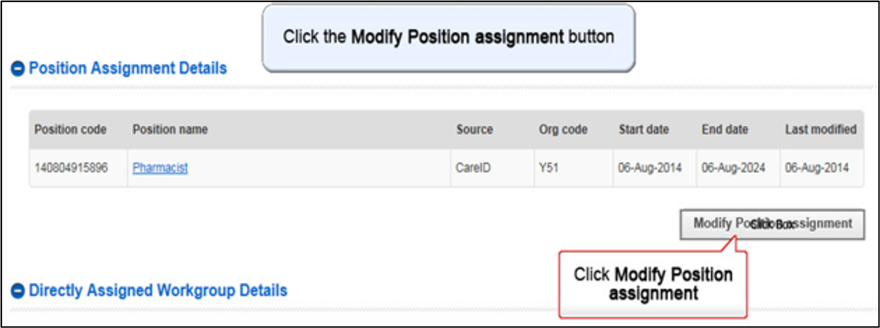 Click the Modify Position assignment button
Position Assignment Details
Position code Position name Source Org code Start date End date Last modified
140804915896 Pharmacist CareID Y51 06-Aug-2014 06-Aug-2024 06-Aug-2014
Modify Position assignment
Click Box
Click Modify Position
assignment
Directly Assigned Workgroup Details